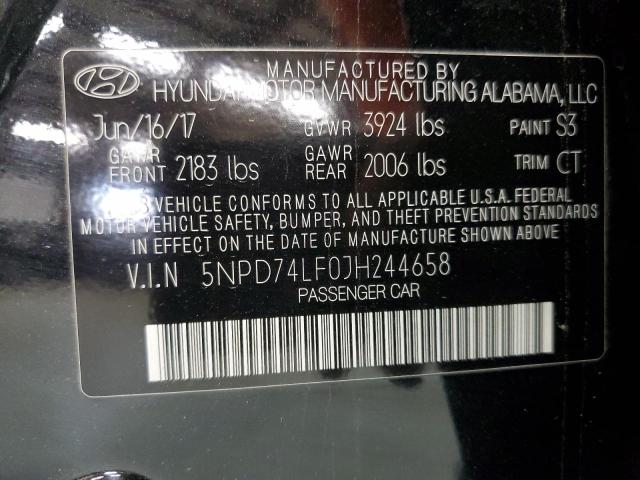 MANUFACTURED BY
HYUNDAI MOTOR MANUFACTURING ALABAMA, LLC
Jun/16/17 GVWR 3924 lbs PAINT S3
GAWR FRONT 2183 lbs GAWR REAR 2006 lbs TRIM CT
THIS VEHICLE CONFORMS TO ALL APPLICABLE U.S.A. FEDERAL
MOTOR VEHICLE SAFETY, BUMPER, AND THEFT PREVENTION STANDARDS
IN EFFECT ON THE DATE OF MANUFACTURE SHOWN ABOVE
V.I.N 5NPD74LF0JH244658
PASSENGER CAR